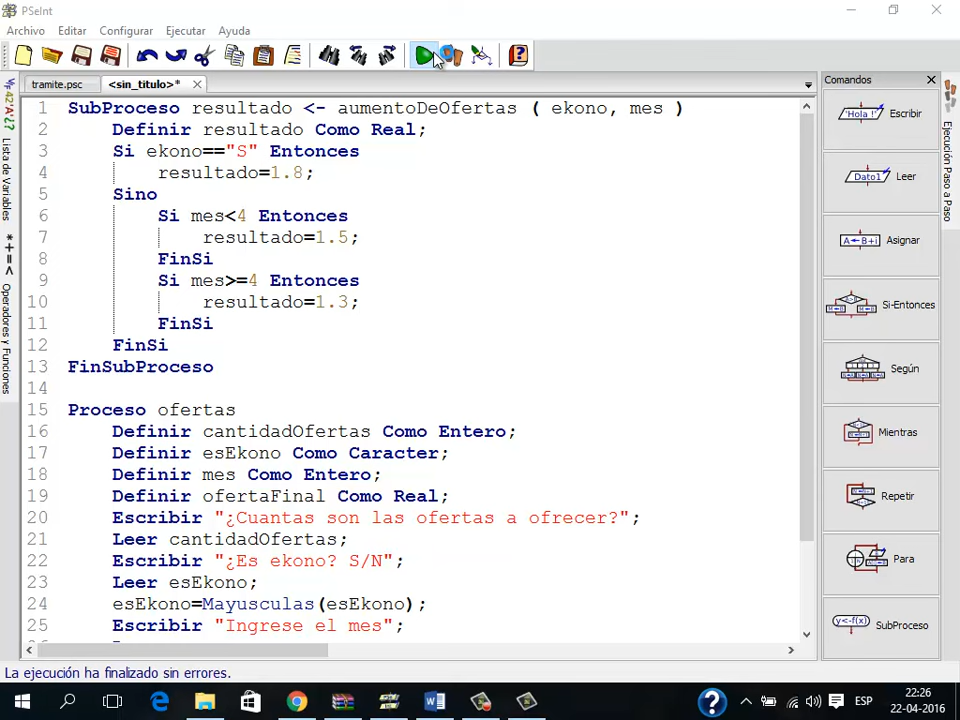 PSeInt
Archivo Editar Configurar Ejecutar Ayuda
tramite.psc <sin_titulo>*
1 SubProceso resultado <- aumentoDeOfertas ( ekono, mes )
2 Definir resultado Como Real;
3 Si ekono=="S" Entonces
4 resultado=1.8;
5 Sino
6 Si mes<4 Entonces
7 resultado=1.5;
8 FinSi
9 Si mes>=4 Entonces
10 resultado=1.3;
11 FinSi
12 FinSi
13 FinSubProceso
14
15 Proceso ofertas
16 Definir cantidadOfertas Como Entero;
17 Definir esEkono Como Caracter;
18 Definir mes Como Entero;
19 Definir ofertaFinal Como Real;
20 Escribir "¿Cuantas son las ofertas a ofrecer?";
21 Leer cantidadOfertas;
22 Escribir "¿Es ekono? S/N";
23 Leer esEkono;
24 esEkono=Mayusculas(esEkono);
25 Escribir "Ingrese el mes";
Lista de Variables
Operadores y Funciones
Comandos
'Hola !' Escribir
Dato1 Leer
A←B+i Asignar
Si-Entonces
Según
Mientras
Repetir
Para
y<-f(x) SubProceso
Ejecución Paso a Paso
La ejecución ha finalizado sin errores.
ESP
22:26
22-04-2016